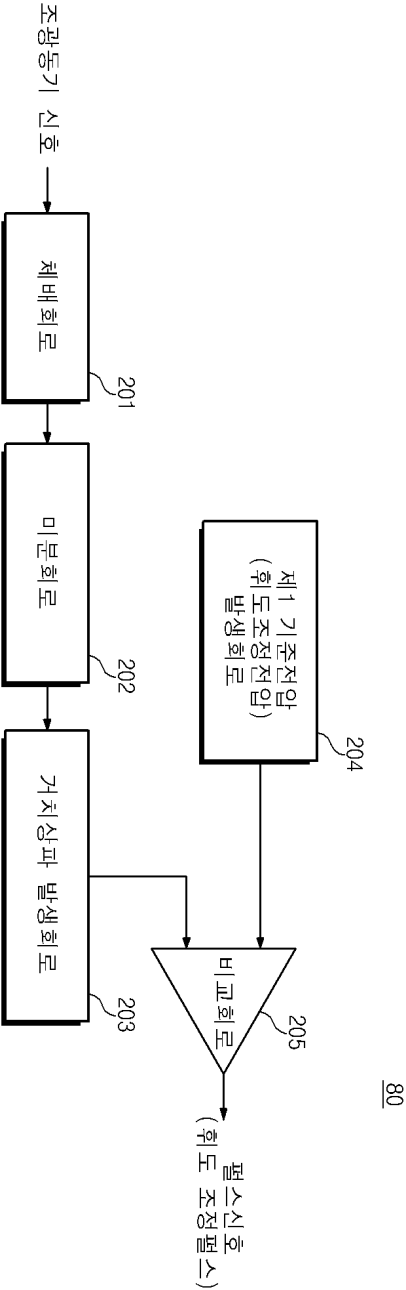 80
제1 기준전압
(휘도조정전압)
발생회로
204
비교회로
205
펄스신호
(휘도 조정펄스)
조광동기 신호
체배회로
201
미분회로
202
거치상파 발생회로
203